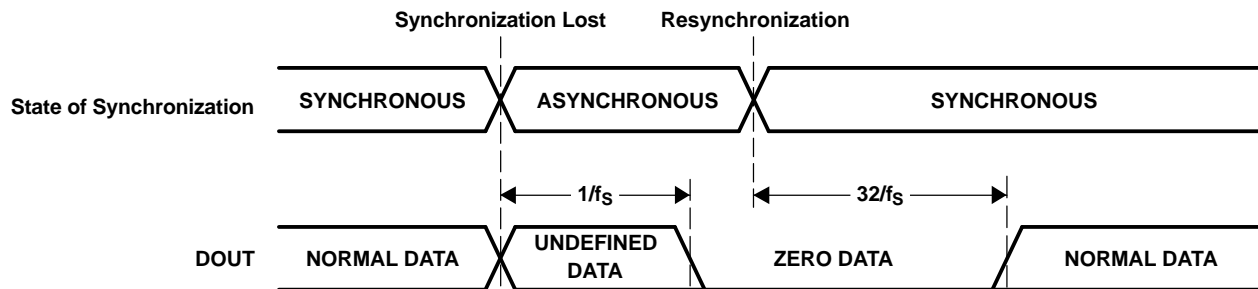 Synchronization Lost Resynchronization
State of Synchronization SYNCHRONOUS ASYNCHRONOUS SYNCHRONOUS
1/fS 32/fS
DOUT NORMAL DATA UNDEFINED DATA ZERO DATA NORMAL DATA